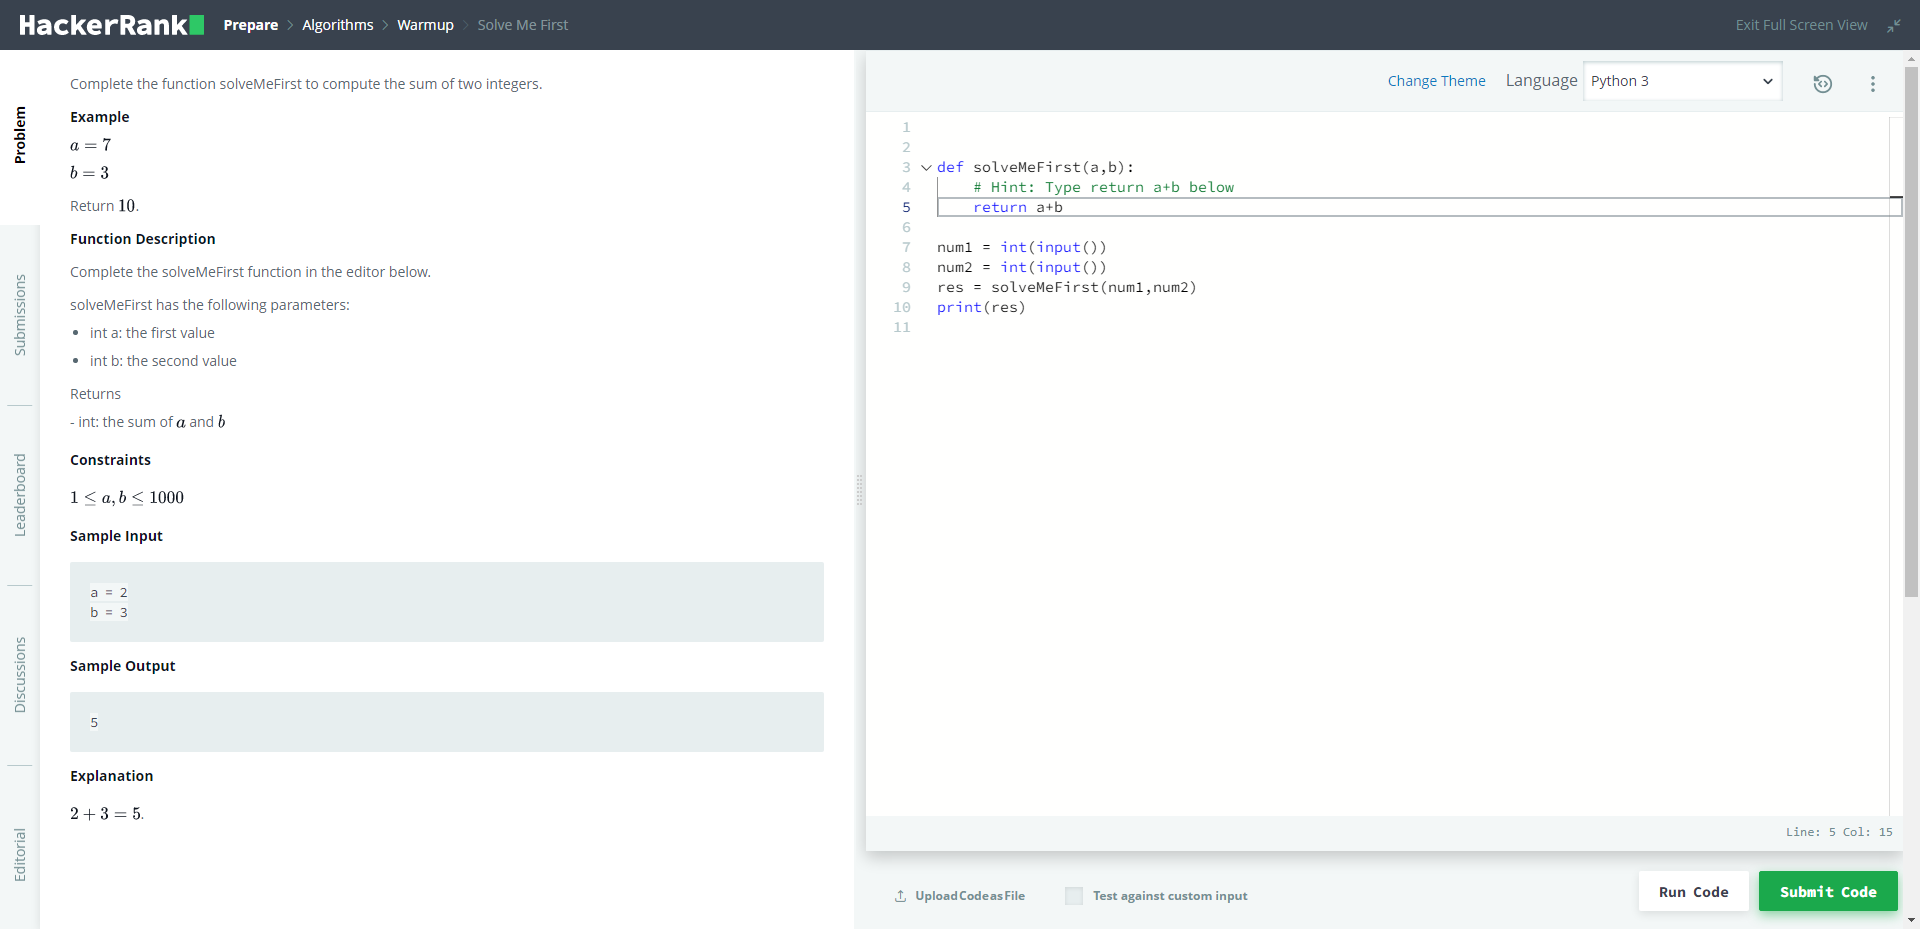 HackerRank Prepare > Algorithms > Warmup > Solve Me First Exit Full Screen View
Problem
Submissions
Leaderboard
Discussions
Editorial
Complete the function solveMeFirst to compute the sum of two integers.
Example
a = 7
b = 3
Return 10.
Function Description
Complete the solveMeFirst function in the editor below.
solveMeFirst has the following parameters:
• int a: the first value
• int b: the second value
Returns
- int: the sum of a and b
Constraints
1 ≤ a, b ≤ 1000
Sample Input
a = 2
b = 3
Sample Output
5
Explanation
2 + 3 = 5.
Change Theme Language Python 3
1
2
3 def solveMeFirst(a,b):
4     # Hint: Type return a+b below
5     return a+b
6
7 num1 = int(input())
8 num2 = int(input())
9 res = solveMeFirst(num1,num2)
10 print(res)
11
Line: 5 Col: 15
Upload Code as File Test against custom input Run Code Submit Code